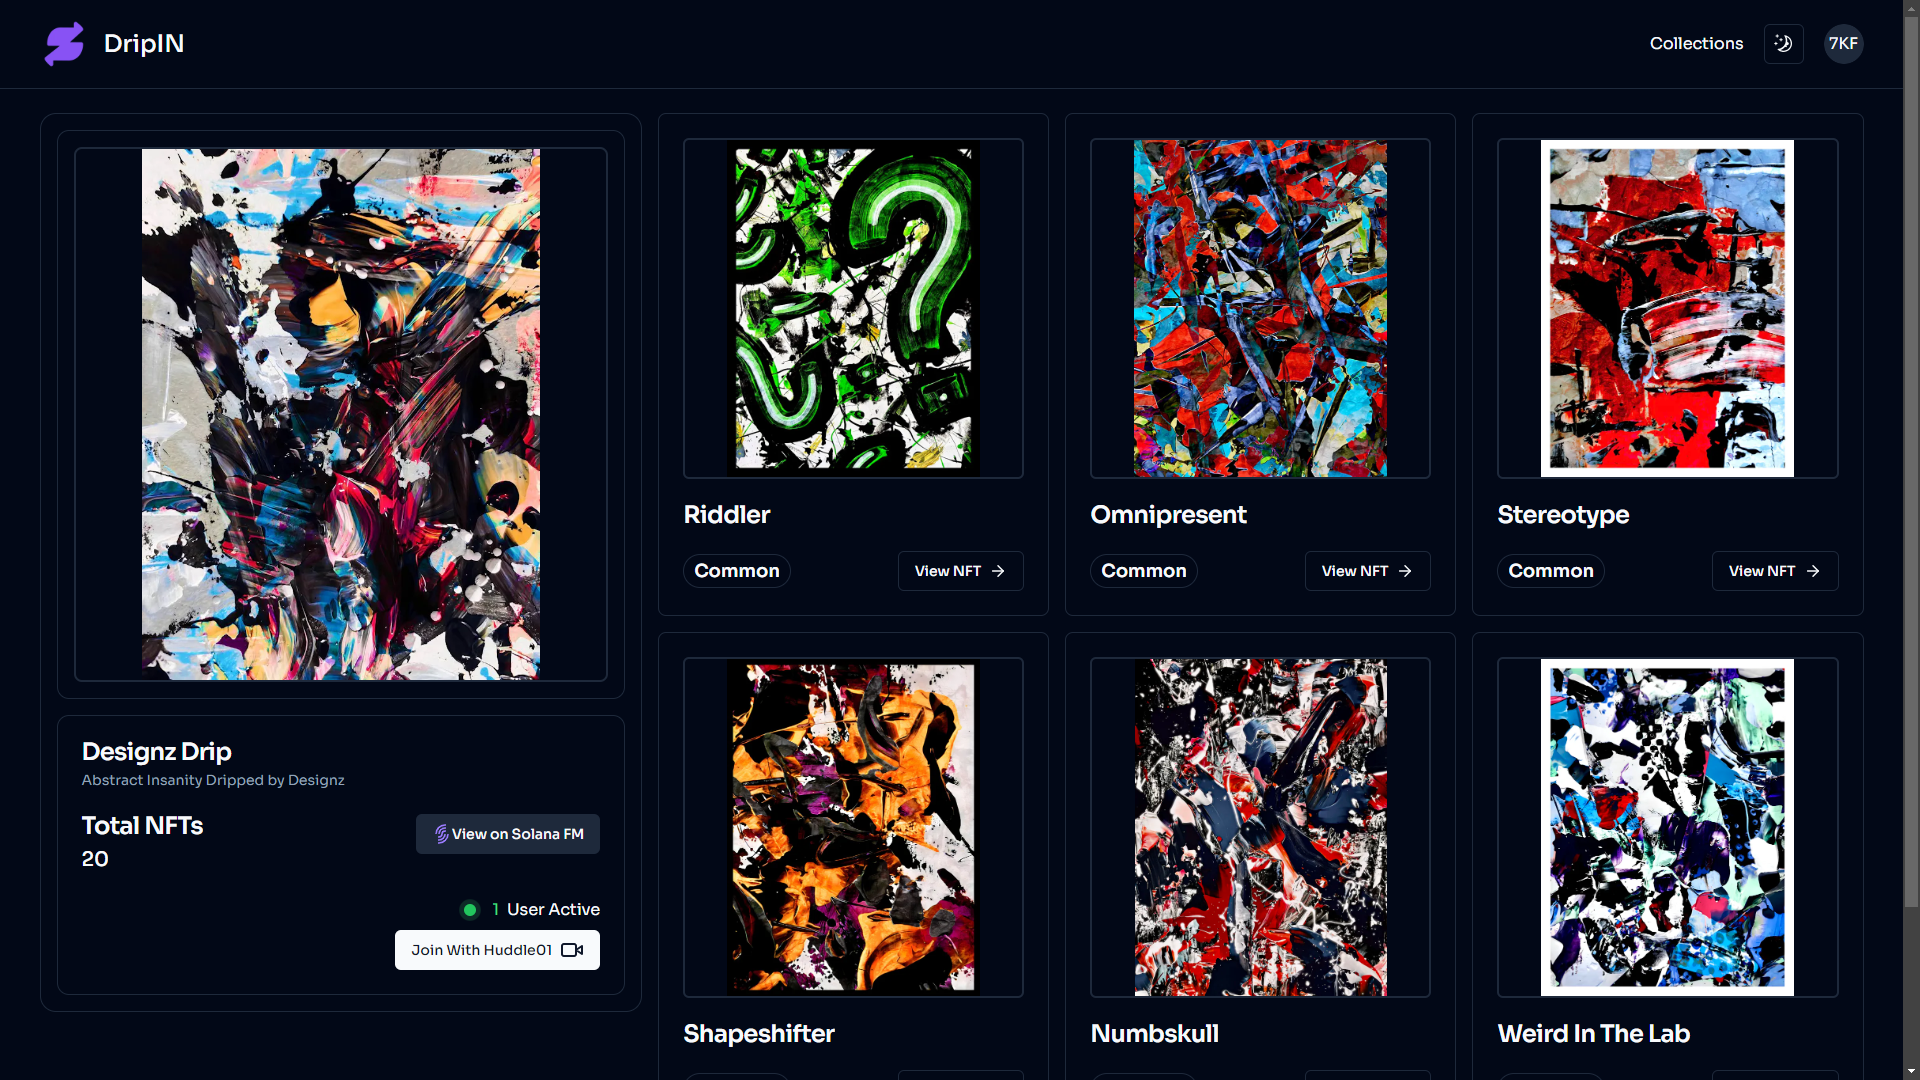 DripIN
Collections
7KF
Designz Drip
Abstract Insanity Dripped by Designz
Total NFTs
20
View on Solana FM
1 User Active
Join With Huddle01
Riddler
Common
View NFT
Omnipresent
Common
View NFT
Stereotype
Common
View NFT
Shapeshifter
Numbskull
Weird In The Lab